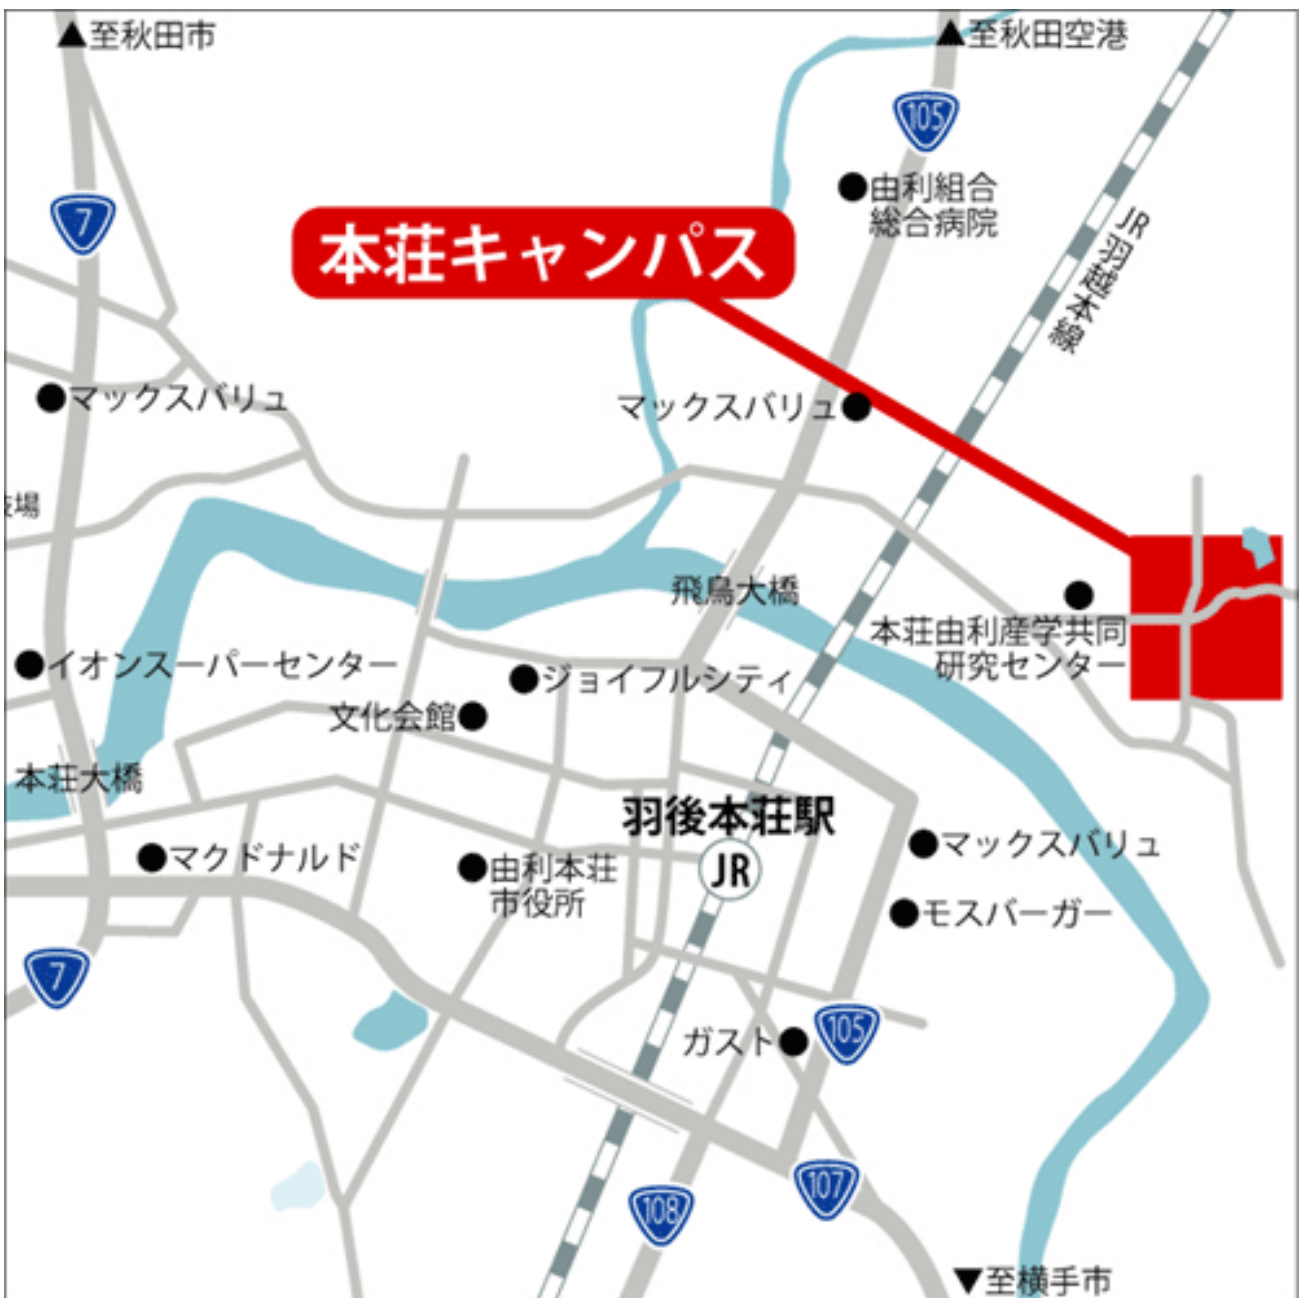 ▲至秋田市
▲至秋田空港
105
由利組合
総合病院
7
本荘キャンパス
JR羽越本線
マックスバリュ
マックスバリュ
場
飛鳥大橋
本荘由利産学共同
研究センター
イオンスーパーセンター
ジョイフルシティ
文化会館
本荘大橋
羽後本荘駅
JR
マックスバリュ
マクドナルド
由利本荘
市役所
モスバーガー
7
ガスト
105
107
108
▼至横手市